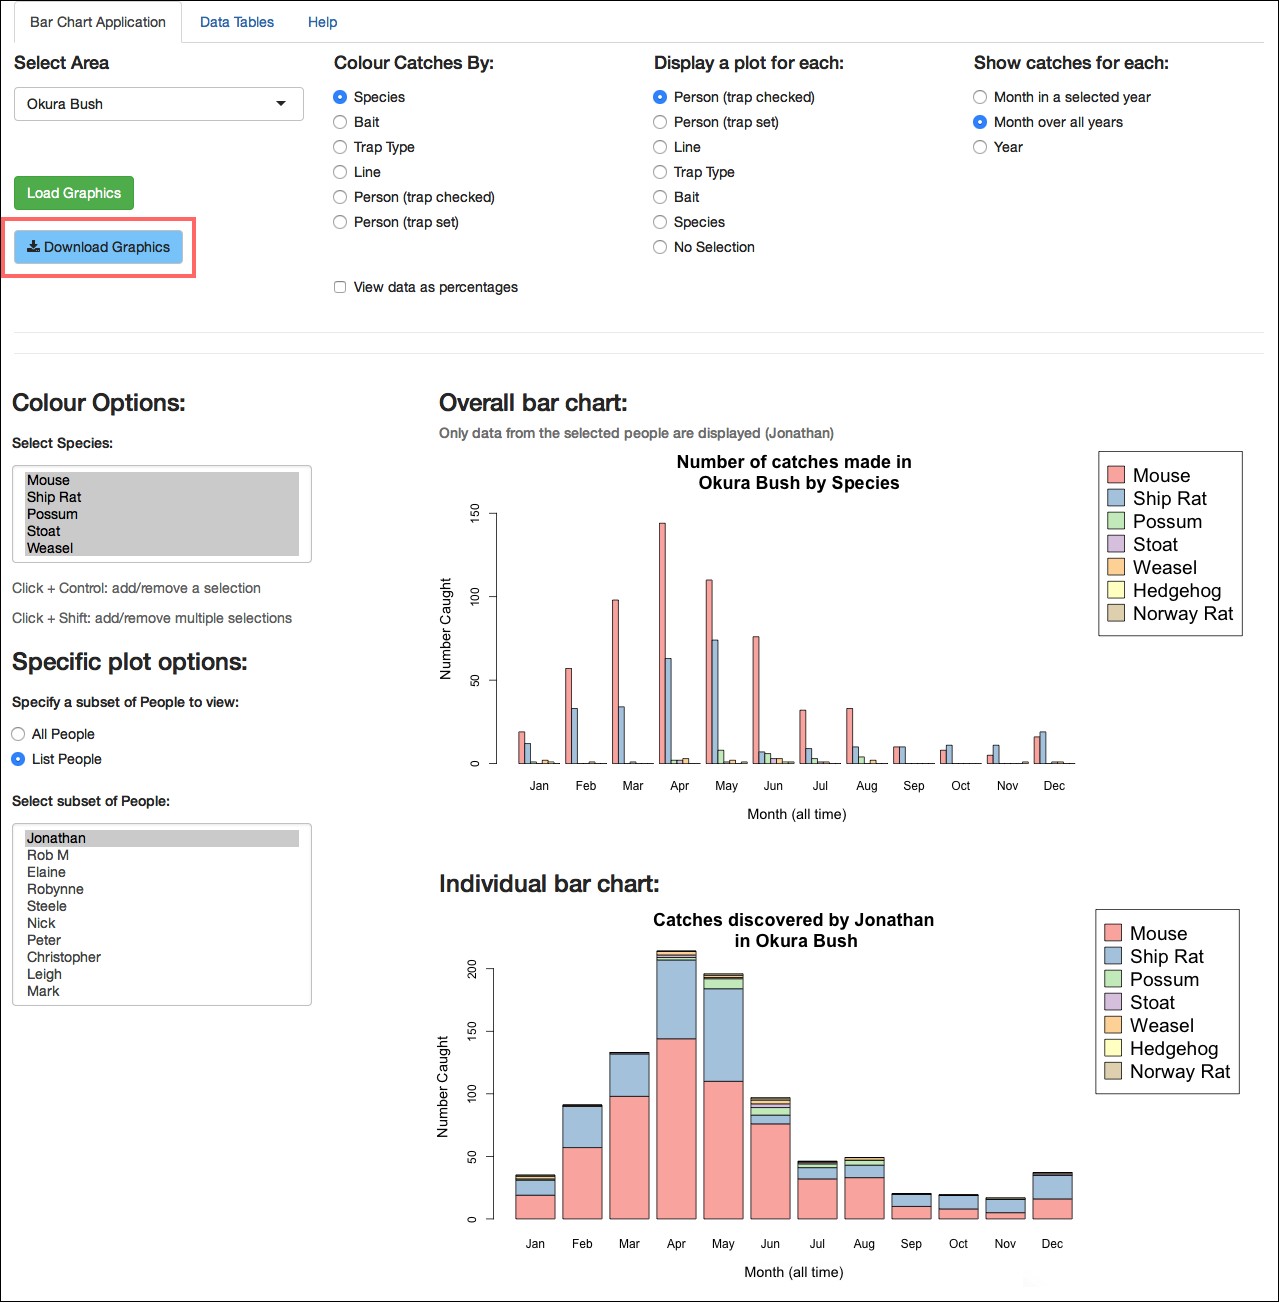 Bar Chart Application
Data Tables
Help
Select Area
Okura Bush
Load Graphics
Download Graphics
Colour Catches By:
Species
Bait
Trap Type
Line
Person (trap checked)
Person (trap set)
View data as percentages
Display a plot for each:
Person (trap checked)
Person (trap set)
Line
Trap Type
Bait
Species
No Selection
Show catches for each:
Month in a selected year
Month over all years
Year
Colour Options:
Select Species:
Mouse
Ship Rat
Possum
Stoat
Weasel
Click + Control: add/remove a selection
Click + Shift: add/remove multiple selections
Specific plot options:
Specify a subset of People to view:
All People
List People
Select subset of People:
Jonathan
Rob M
Elaine
Robynne
Steele
Nick
Peter
Christopher
Leigh
Mark
Overall bar chart:
Only data from the selected people are displayed (Jonathan)
Number of catches made in
Okura Bush by Species
Number Caught
150
100
50
0
Jan Feb Mar Apr May Jun Jul Aug Sep Oct Nov Dec
Month (all time)
Mouse
Ship Rat
Possum
Stoat
Weasel
Hedgehog
Norway Rat
Individual bar chart:
Catches discovered by Jonathan
in Okura Bush
Number Caught
200
150
100
50
0
Jan Feb Mar Apr May Jun Jul Aug Sep Oct Nov Dec
Month (all time)
Mouse
Ship Rat
Possum
Stoat
Weasel
Hedgehog
Norway Rat